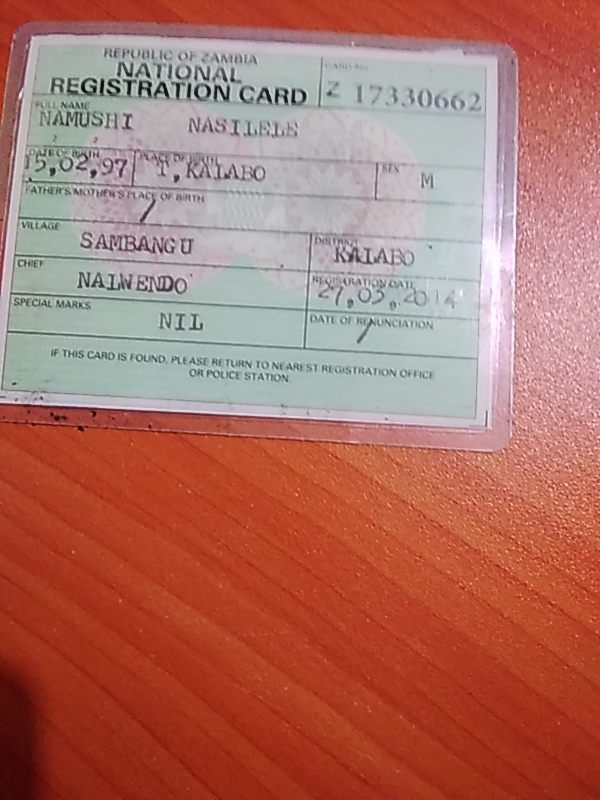 REPUBLIC OF ZAMBIA
NATIONAL
REGISTRATION CARD
CARD No.
Z 17330662
FULL NAME
NAMUSHI NASILELE
DATE OF BIRTH PLACE OF BIRTH SEX
15,02,97 T,KALABO M
FATHER'S/MOTHER'S PLACE OF BIRTH
/
VILLAGE DISTRICT
SAMBANGU KALABO
CHIEF REGISTRATION DATE
NALWENDO 27,05,2014
SPECIAL MARKS DATE OF RENUNCIATION
NIL /
IF THIS CARD IS FOUND, PLEASE RETURN TO NEAREST REGISTRATION OFFICE
OR POLICE STATION.